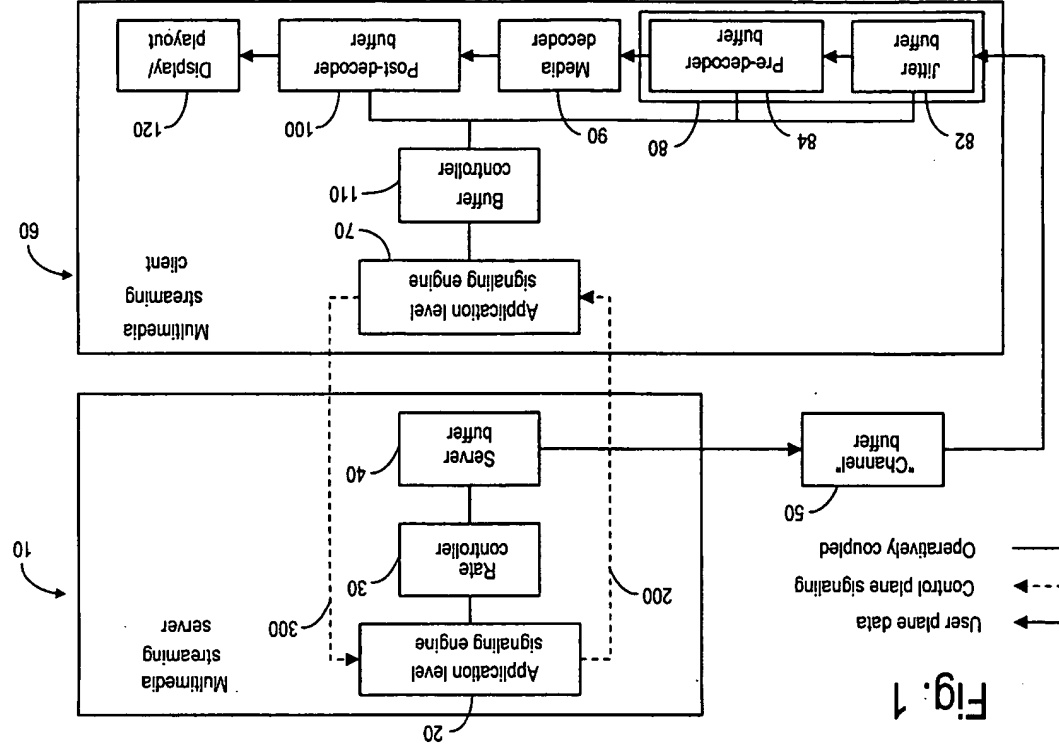 Fig. 1
User plane data
Control plane signaling
Operatively coupled
50
"Channel"
buffer
20
Application level
signaling engine
200
300
Rate
controller
30
Server
buffer
40
Multimedia
streaming
server
10
Application level
signaling engine
70
Buffer
controller
110
Multimedia
streaming
client
60
82
84
80
90
100
120
Jitter
buffer
Pre-decoder
buffer
Media
decoder
Post-decoder
buffer
Display/
playout